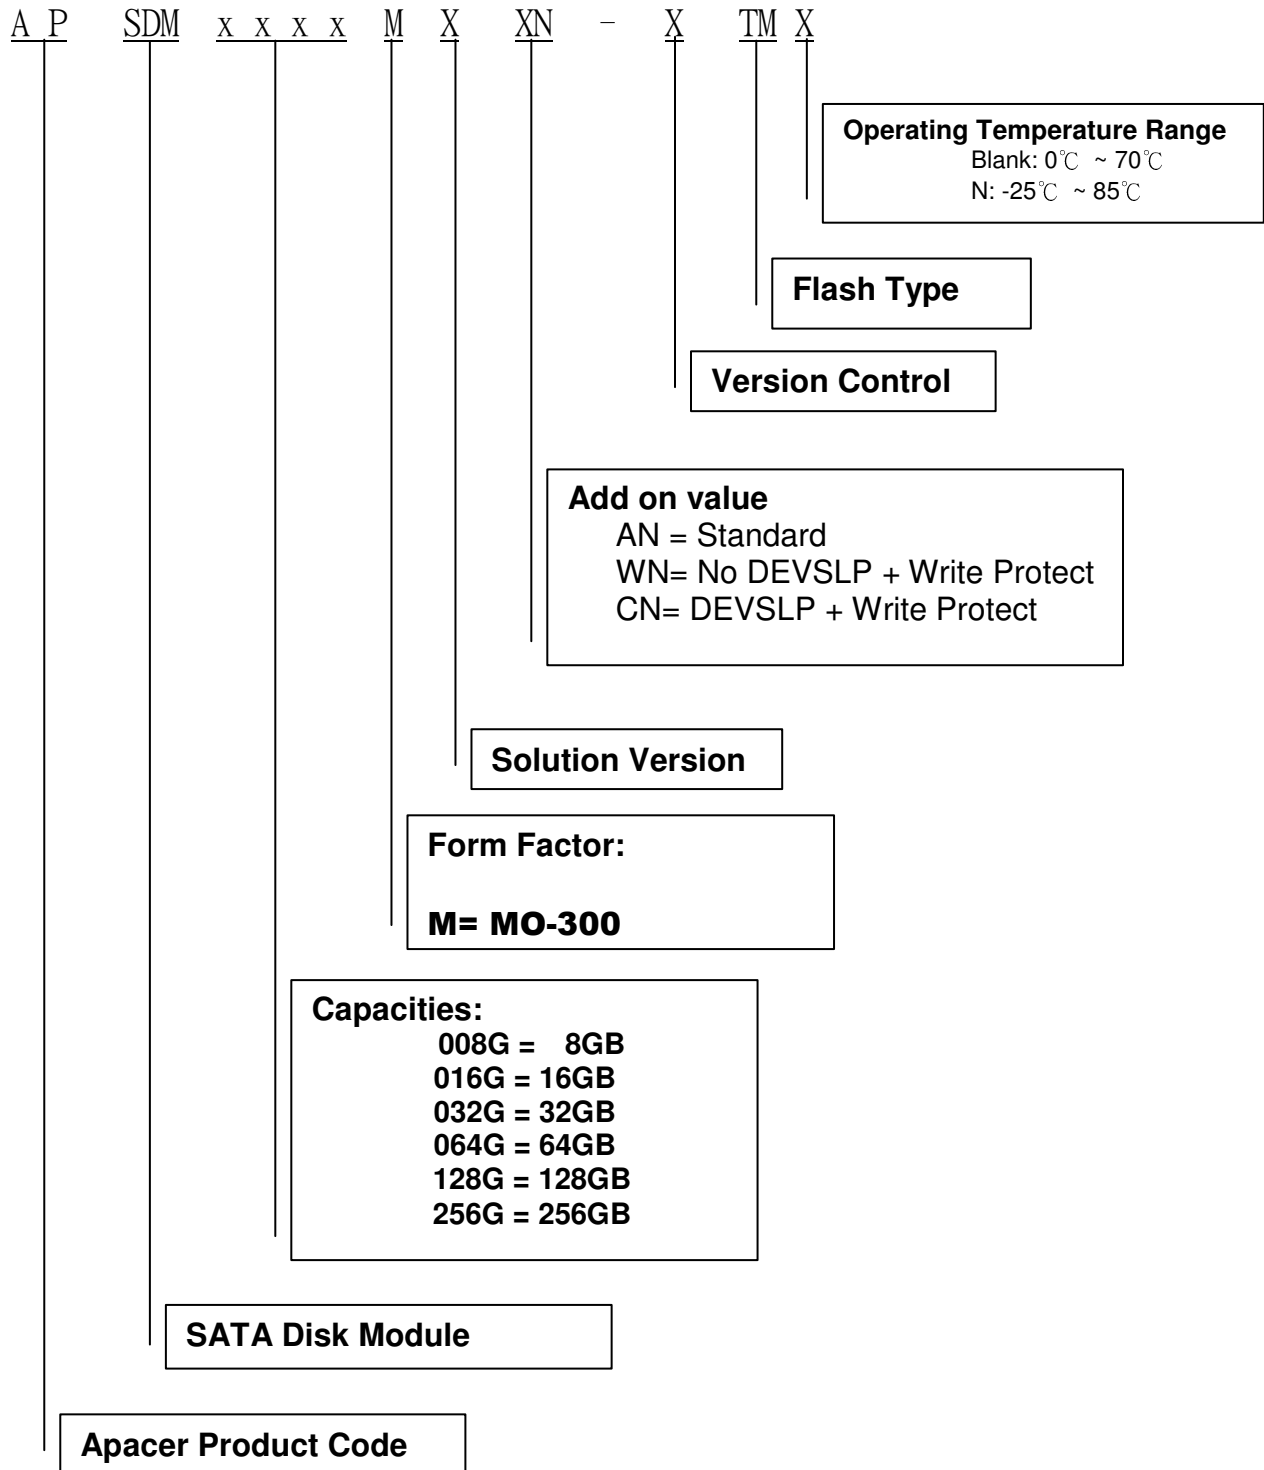 A P SDM x x x x M X XN - X TM X
Operating Temperature Range
Blank: 0℃ ~ 70℃
N: -25℃ ~ 85℃
Flash Type
Version Control
Add on value
AN = Standard
WN= No DEVSLP + Write Protect
CN= DEVSLP + Write Protect
Solution Version
Form Factor:
M= MO-300
Capacities:
008G = 8GB
016G = 16GB
032G = 32GB
064G = 64GB
128G = 128GB
256G = 256GB
SATA Disk Module
Apacer Product Code